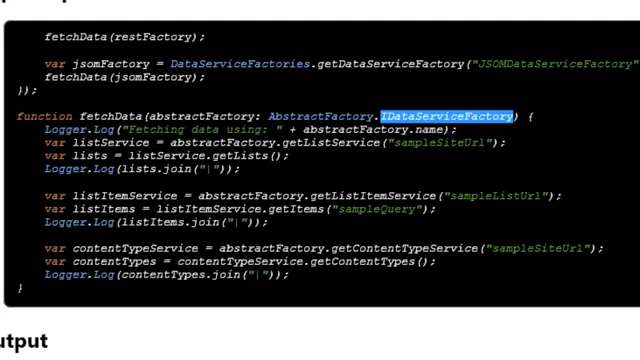 fetchData(restFactory);
var jsomFactory = DataServiceFactories.getDataServiceFactory("JSOMDataServiceFactory"
fetchData(jsomFactory);
});
function fetchData(abstractFactory: AbstractFactory.IDataServiceFactory) {
Logger.Log("Fetching data using: " + abstractFactory.name);
var listService = abstractFactory.getListService("sampleSiteUrl");
var lists = listService.getLists();
Logger.Log(lists.join("|"));
var listItemService = abstractFactory.getListItemService("sampleListUrl");
var listItems = listItemService.getItems("sampleQuery");
Logger.Log(listItems.join("|"));
var contentTypeService = abstractFactory.getContentTypeService("sampleSiteUrl");
var contentTypes = contentTypeService.getContentTypes();
Logger.Log(contentTypes.join("|"));
}
utput